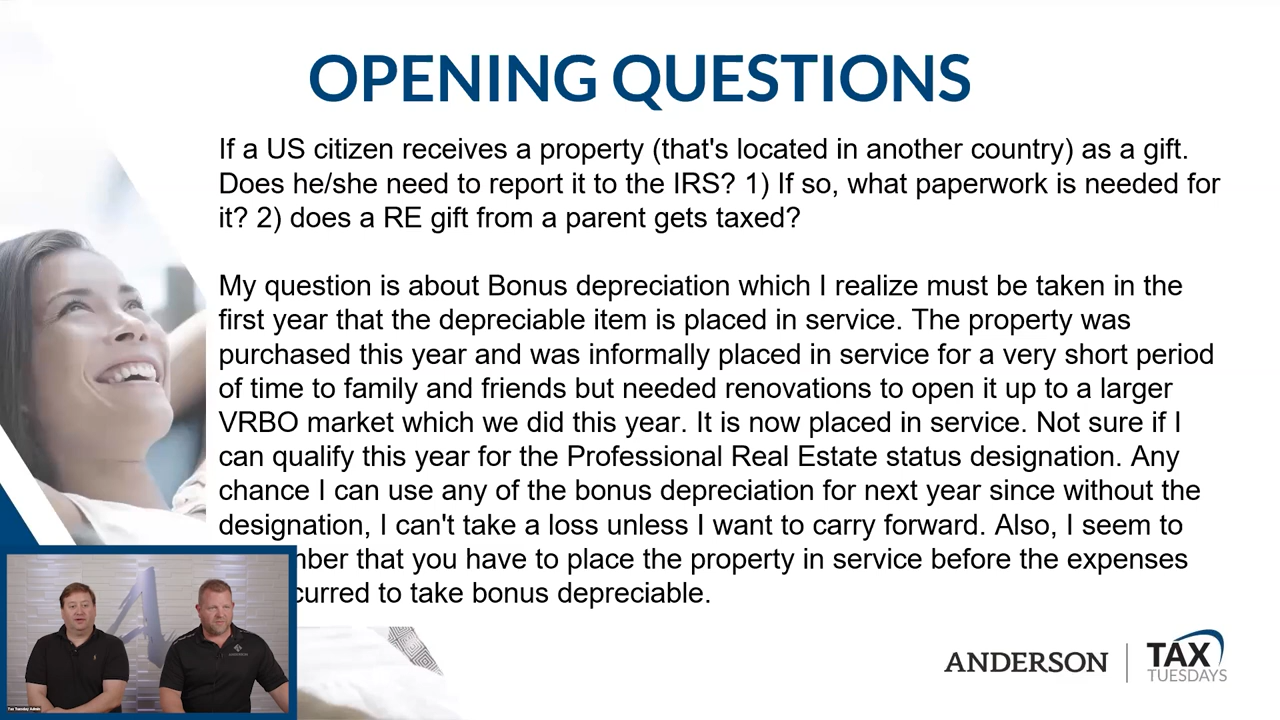 OPENING QUESTIONS
If a US citizen receives a property (that's located in another country) as a gift.
Does he/she need to report it to the IRS? 1) If so, what paperwork is needed for
it? 2) does a RE gift from a parent gets taxed?
My question is about Bonus depreciation which I realize must be taken in the
first year that the depreciable item is placed in service. The property was
purchased this year and was informally placed in service for a very short period
of time to family and friends but needed renovations to open it up to a larger
VRBO market which we did this year. It is now placed in service. Not sure if I
can qualify this year for the Professional Real Estate status designation. Any
chance I can use any of the bonus depreciation for next year since without the
designation, I can't take a loss unless I want to carry forward. Also, I seem to
mber that you have to place the property in service before the expenses
curred to take bonus depreciable.
ANDERSON
TAX
TUESDAYS
Tax Tuesday Admin